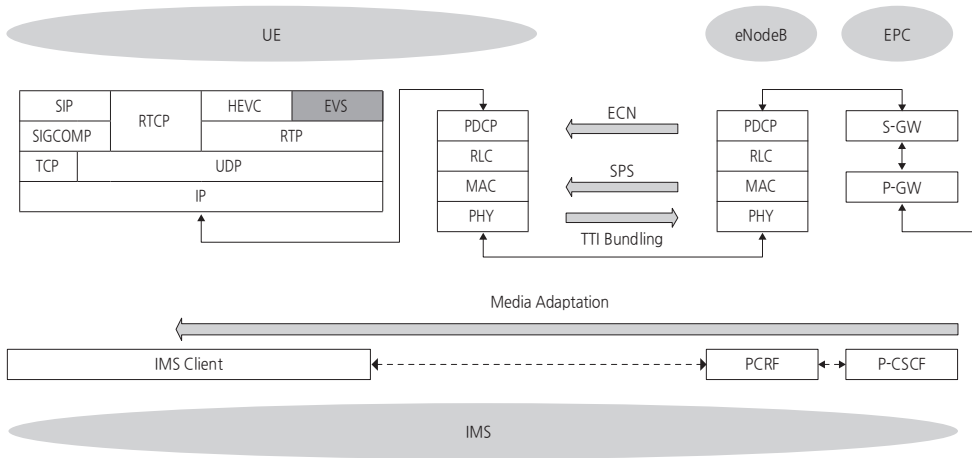 UE
eNodeB
EPC
SIP
RTCP
HEVC
EVS
SIGCOMP
RTP
TCP
UDP
IP
PDCP
RLC
MAC
PHY
ECN
SPS
TTI Bundling
PDCP
RLC
MAC
PHY
S-GW
P-GW
Media Adaptation
IMS Client
PCRF
P-CSCF
IMS